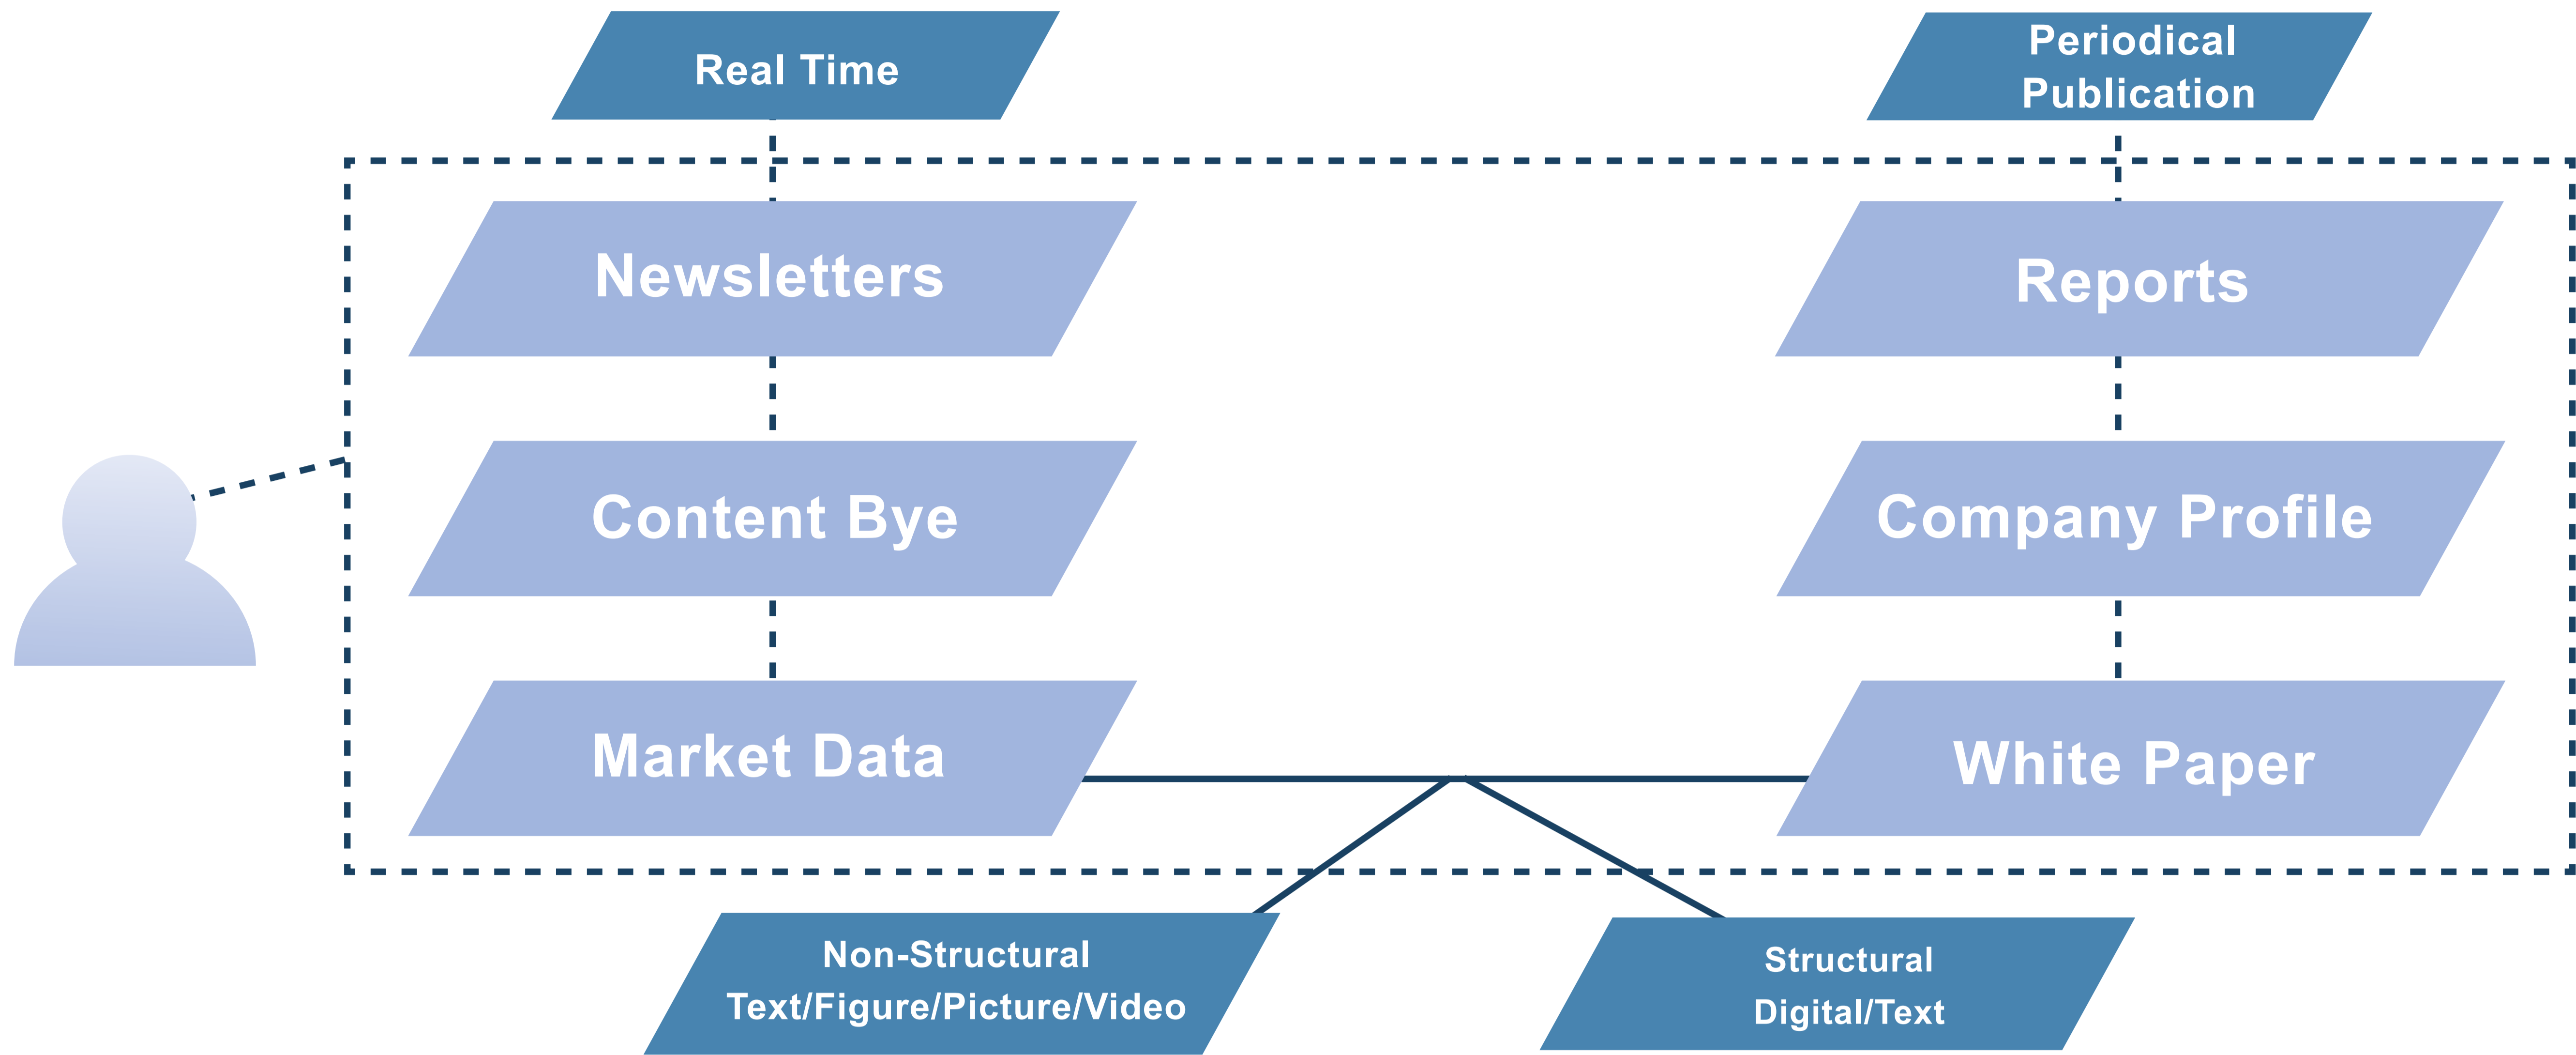 Real Time
Periodical
Publication
Newsletters
Reports
Content Bye
Company Profile
Market Data
White Paper
Non-Structural
Text/Figure/Picture/Video
Structural
Digital/Text